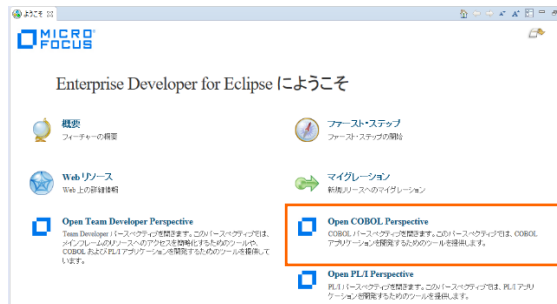 ようこそ
MICRO
FOCUS
Enterprise Developer for Eclipse にようこそ
概要
フィーチャーの概要
ファースト・ステップ
ファースト・ステップの開始
Web リソース
Web 上の詳細情報
マイグレーション
新規リリースへのマイグレーション
Open Team Developer Perspective
Team Developer パースペクティブを開きます。このパースペクティブでは、
メインフレームのリソースへのアクセスを簡略化するためのツールや、
COBOL および PL/I アプリケーションを開発するためのツールを提供して
います。
Open COBOL Perspective
COBOL パースペクティブを開きます。このパースペクティブでは、COBOL
アプリケーションを開発するためのツールを提供します。
Open PL/I Perspective
PL/I パースペクティブを開きます。このパースペクティブでは、PL/I アプリ
ケーションを開発するためのツールを提供します。